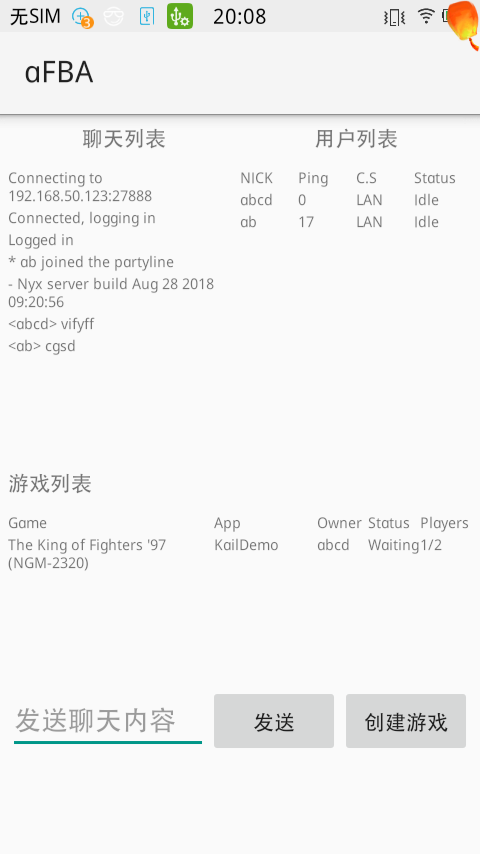 无SIM 3 20:08
αFBA
聊天列表
Connecting to
192.168.50.123:27888
Connected, logging in
Logged in
* ab joined the partyline
- Nyx server build Aug 28 2018
09:20:56
<abcd> vifyff
<ab> cgsd
用户列表
NICK Ping C.S Status
abcd 0 LAN Idle
ab 17 LAN Idle
游戏列表
Game App Owner Status Players
The King of Fighters '97 KailDemo abcd Waiting 1/2
(NGM-2320)
发送聊天内容 发送 创建游戏